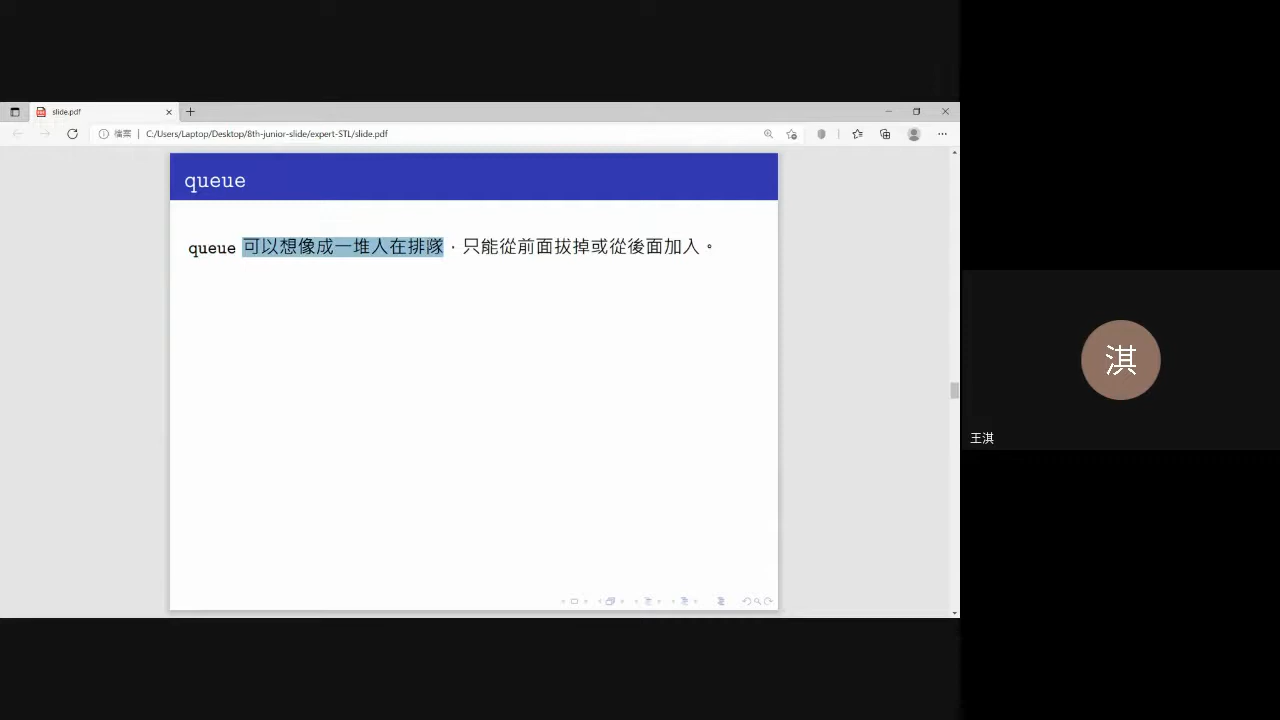 slide.pdf
檔案
C:/Users/Laptop/Desktop/8th-junior-slide/expert-STL/slide.pdf
queue
queue 可以想像成一堆人在排隊，只能從前面拔掉或從後面加入。
淇
王淇